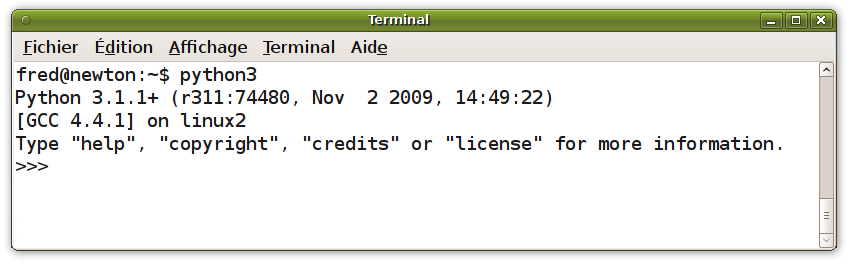 Terminal
Fichier Édition Affichage Terminal Aide
fred@newton:~$ python3
Python 3.1.1+ (r311:74480, Nov  2 2009, 14:49:22)
[GCC 4.4.1] on linux2
Type "help", "copyright", "credits" or "license" for more information.
>>>